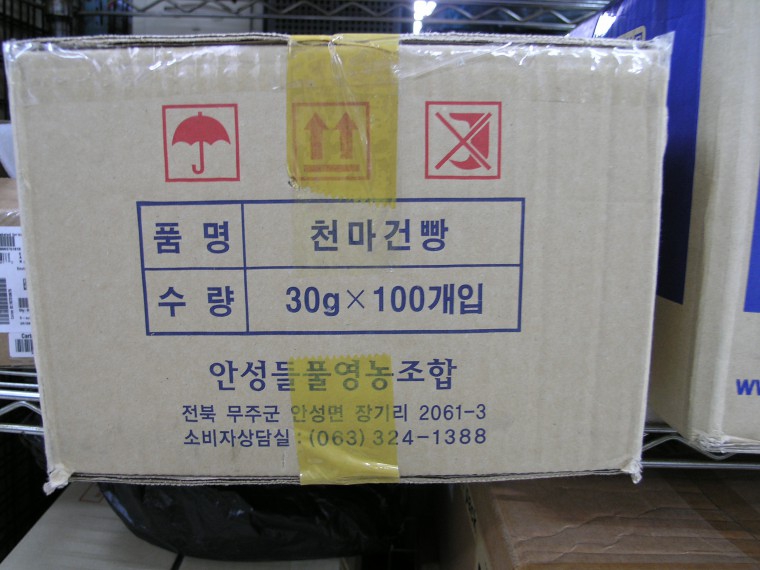 품 명 천마건빵
수 량 30g×100개입
안성들풀영농조합
전북 무주군 안성면 장기리 2061-3
소비자상담실 : (063) 324-1388